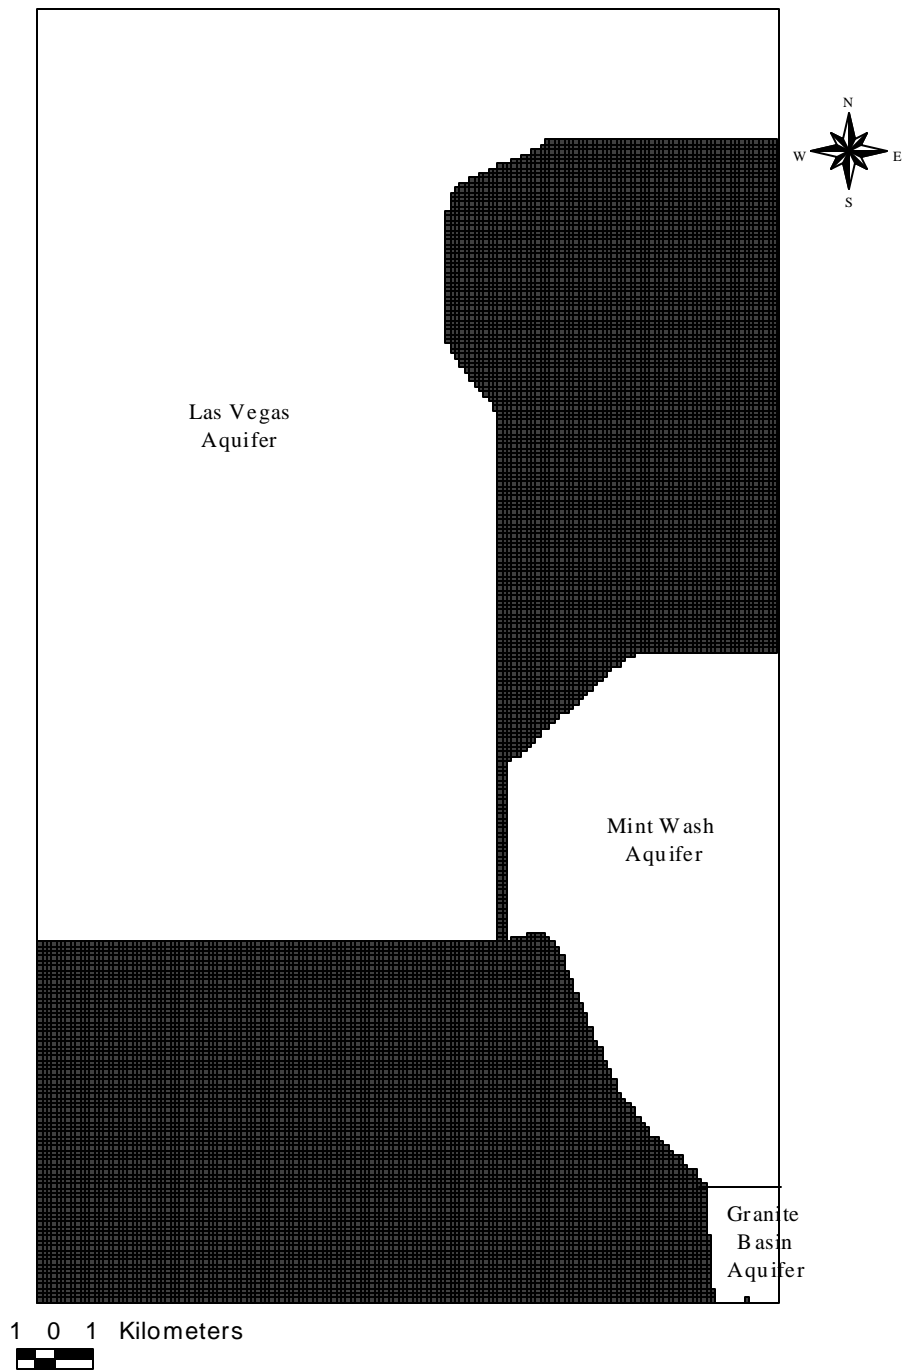 N
W E
S
Las Vegas
Aquifer
Mint Wash
Aquifer
Granite
Basin
Aquifer
1 0 1 Kilometers